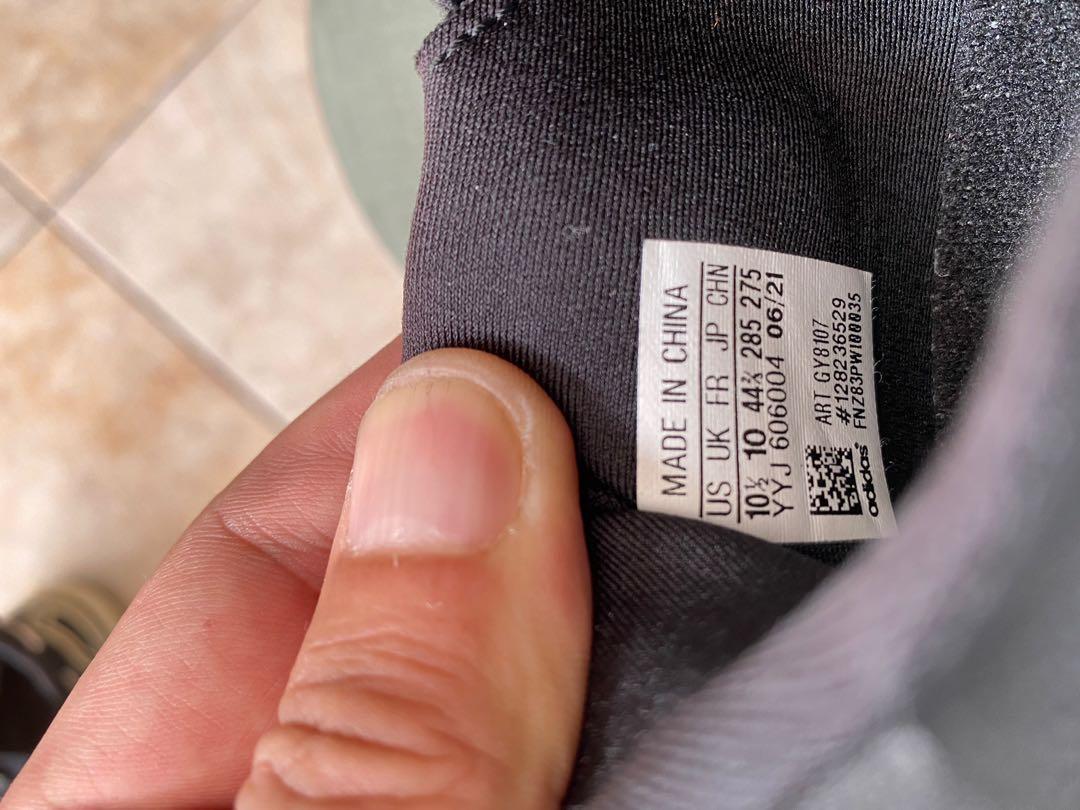 MADE IN CHINA
US UK FR JP CHN
10½ 10 44⅔ 285 275
YYJ 606004 06/21
ART GY8107
#128236529
FNZ83PW100035
adidas®